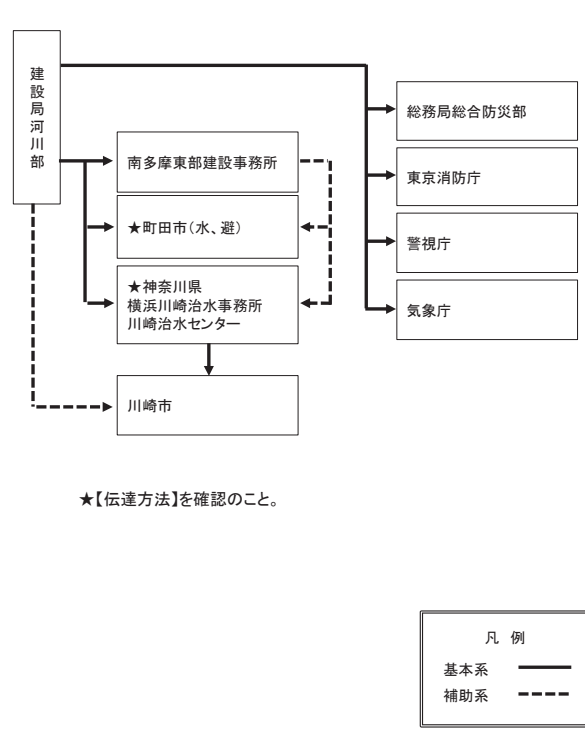 建設局河川部
南多摩東部建設事務所
★町田市（水、避）
★神奈川県
横浜川崎治水事務所
川崎治水センター
川崎市
総務局総合防災部
東京消防庁
警視庁
気象庁
★【伝達方法】を確認のこと。
凡 例
基本系
補助系